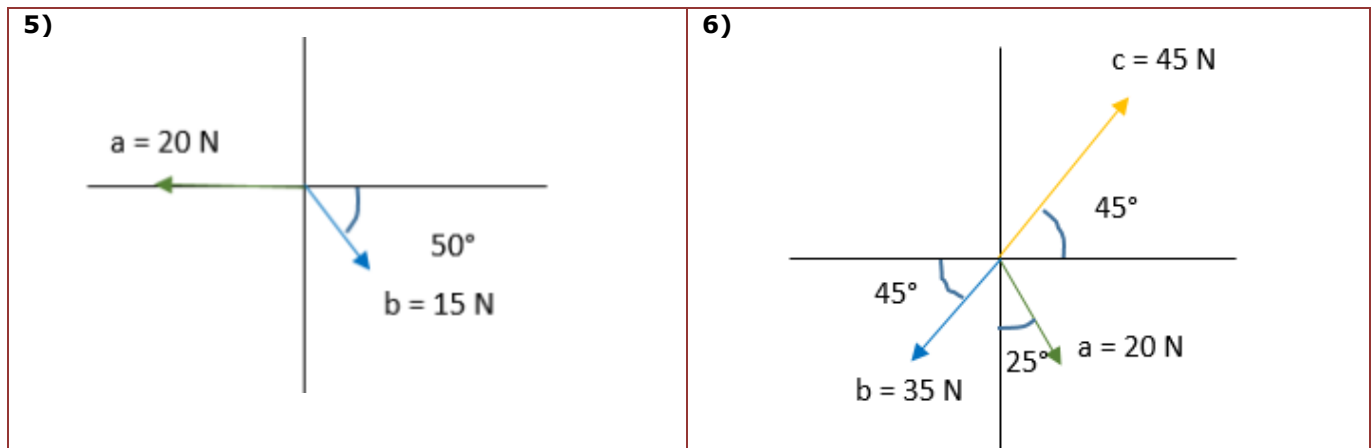 5)
a = 20 N
50°
b = 15 N
6)
c = 45 N
45°
45°
25°
a = 20 N
b = 35 N